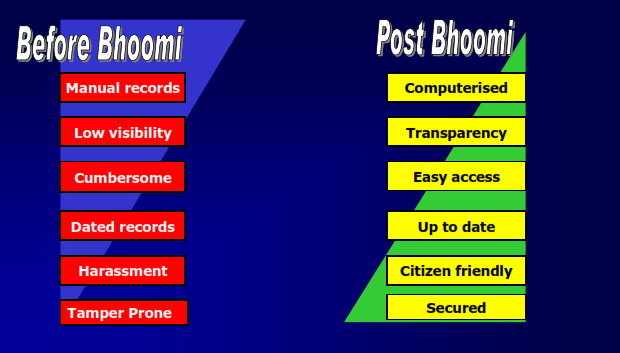 Before Bhoomi
Manual records
Low visibility
Cumbersome
Dated records
Harassment
Tamper Prone
Post Bhoomi
Computerised
Transparency
Easy access
Up to date
Citizen friendly
Secured